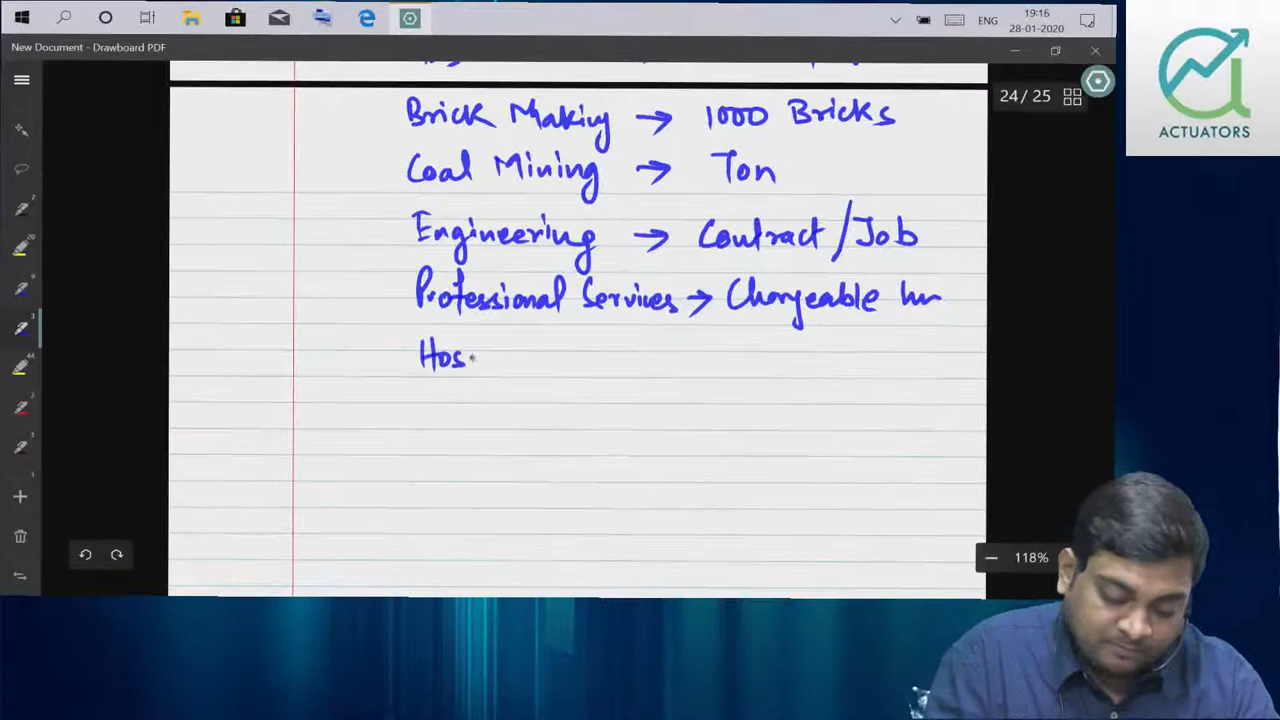 19:16
ENG
28-01-2020
New Document - Drawboard PDF
24 / 25
ACTUATORS
Brick Making → 1000 Bricks
Coal Mining → Ton
Engineering → Contract / Job
Professional Services → Chargeable hr
Hos
118%